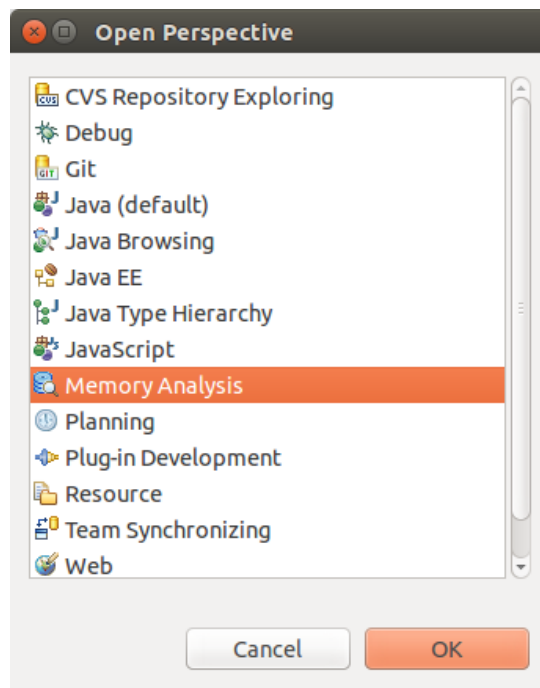 Open Perspective
CVS Repository Exploring
Debug
Git
Java (default)
Java Browsing
Java EE
Java Type Hierarchy
JavaScript
Memory Analysis
Planning
Plug-in Development
Resource
Team Synchronizing
Web
Cancel OK